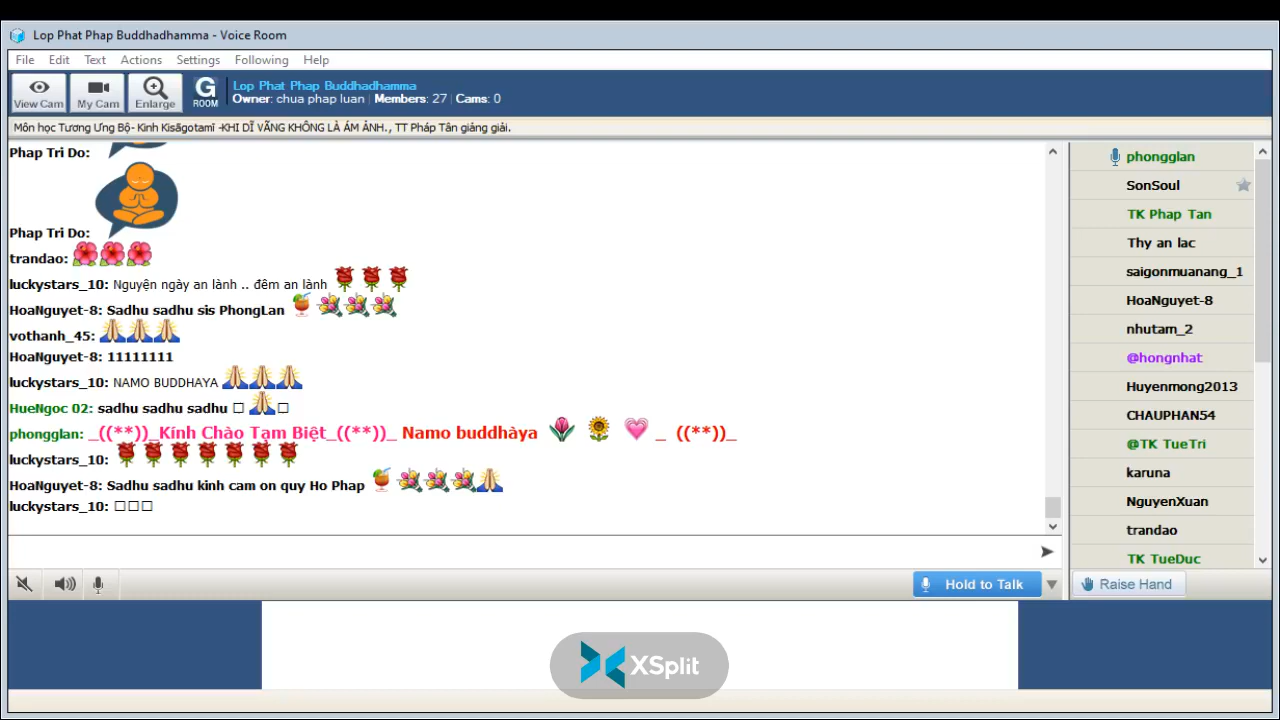 Lop Phat Phap Buddhadhamma - Voice Room
File Edit Text Actions Settings Following Help
View Cam My Cam Enlarge G ROOM
Lop Phat Phap Buddhadhamma
Owner: chua phap luan | Members: 27 | Cams: 0
Môn học Tương Ưng Bộ- Kinh Kisāgotamī -KHI DĨ VÃNG KHÔNG LÀ ÁM ẢNH., TT Pháp Tân giảng giải.
Phap Tri Do:
Phap Tri Do:
trandao:
luckystars_10: Nguyện ngày an lành .. đêm an lành
HoaNguyet-8: Sadhu sadhu sis PhongLan
vothanh_45:
HoaNguyet-8: 11111111
luckystars_10: NAMO BUDDHAYA
HueNgoc 02: sadhu sadhu sadhu
phongglan: _((**))_Kính Chào Tạm Biệt_((**))_ Namo buddhàya _ ((**))_
luckystars_10:
HoaNguyet-8: Sadhu sadhu kinh cam on quy Ho Phap
luckystars_10:
phongglan
SonSoul
TK Phap Tan
Thy an lac
saigonmuanang_1
HoaNguyet-8
nhutam_2
@hongnhat
Huyenmong2013
CHAUPHAN54
@TK TueTri
karuna
NguyenXuan
trandao
TK TueDuc
Hold to Talk
Raise Hand
XSplit